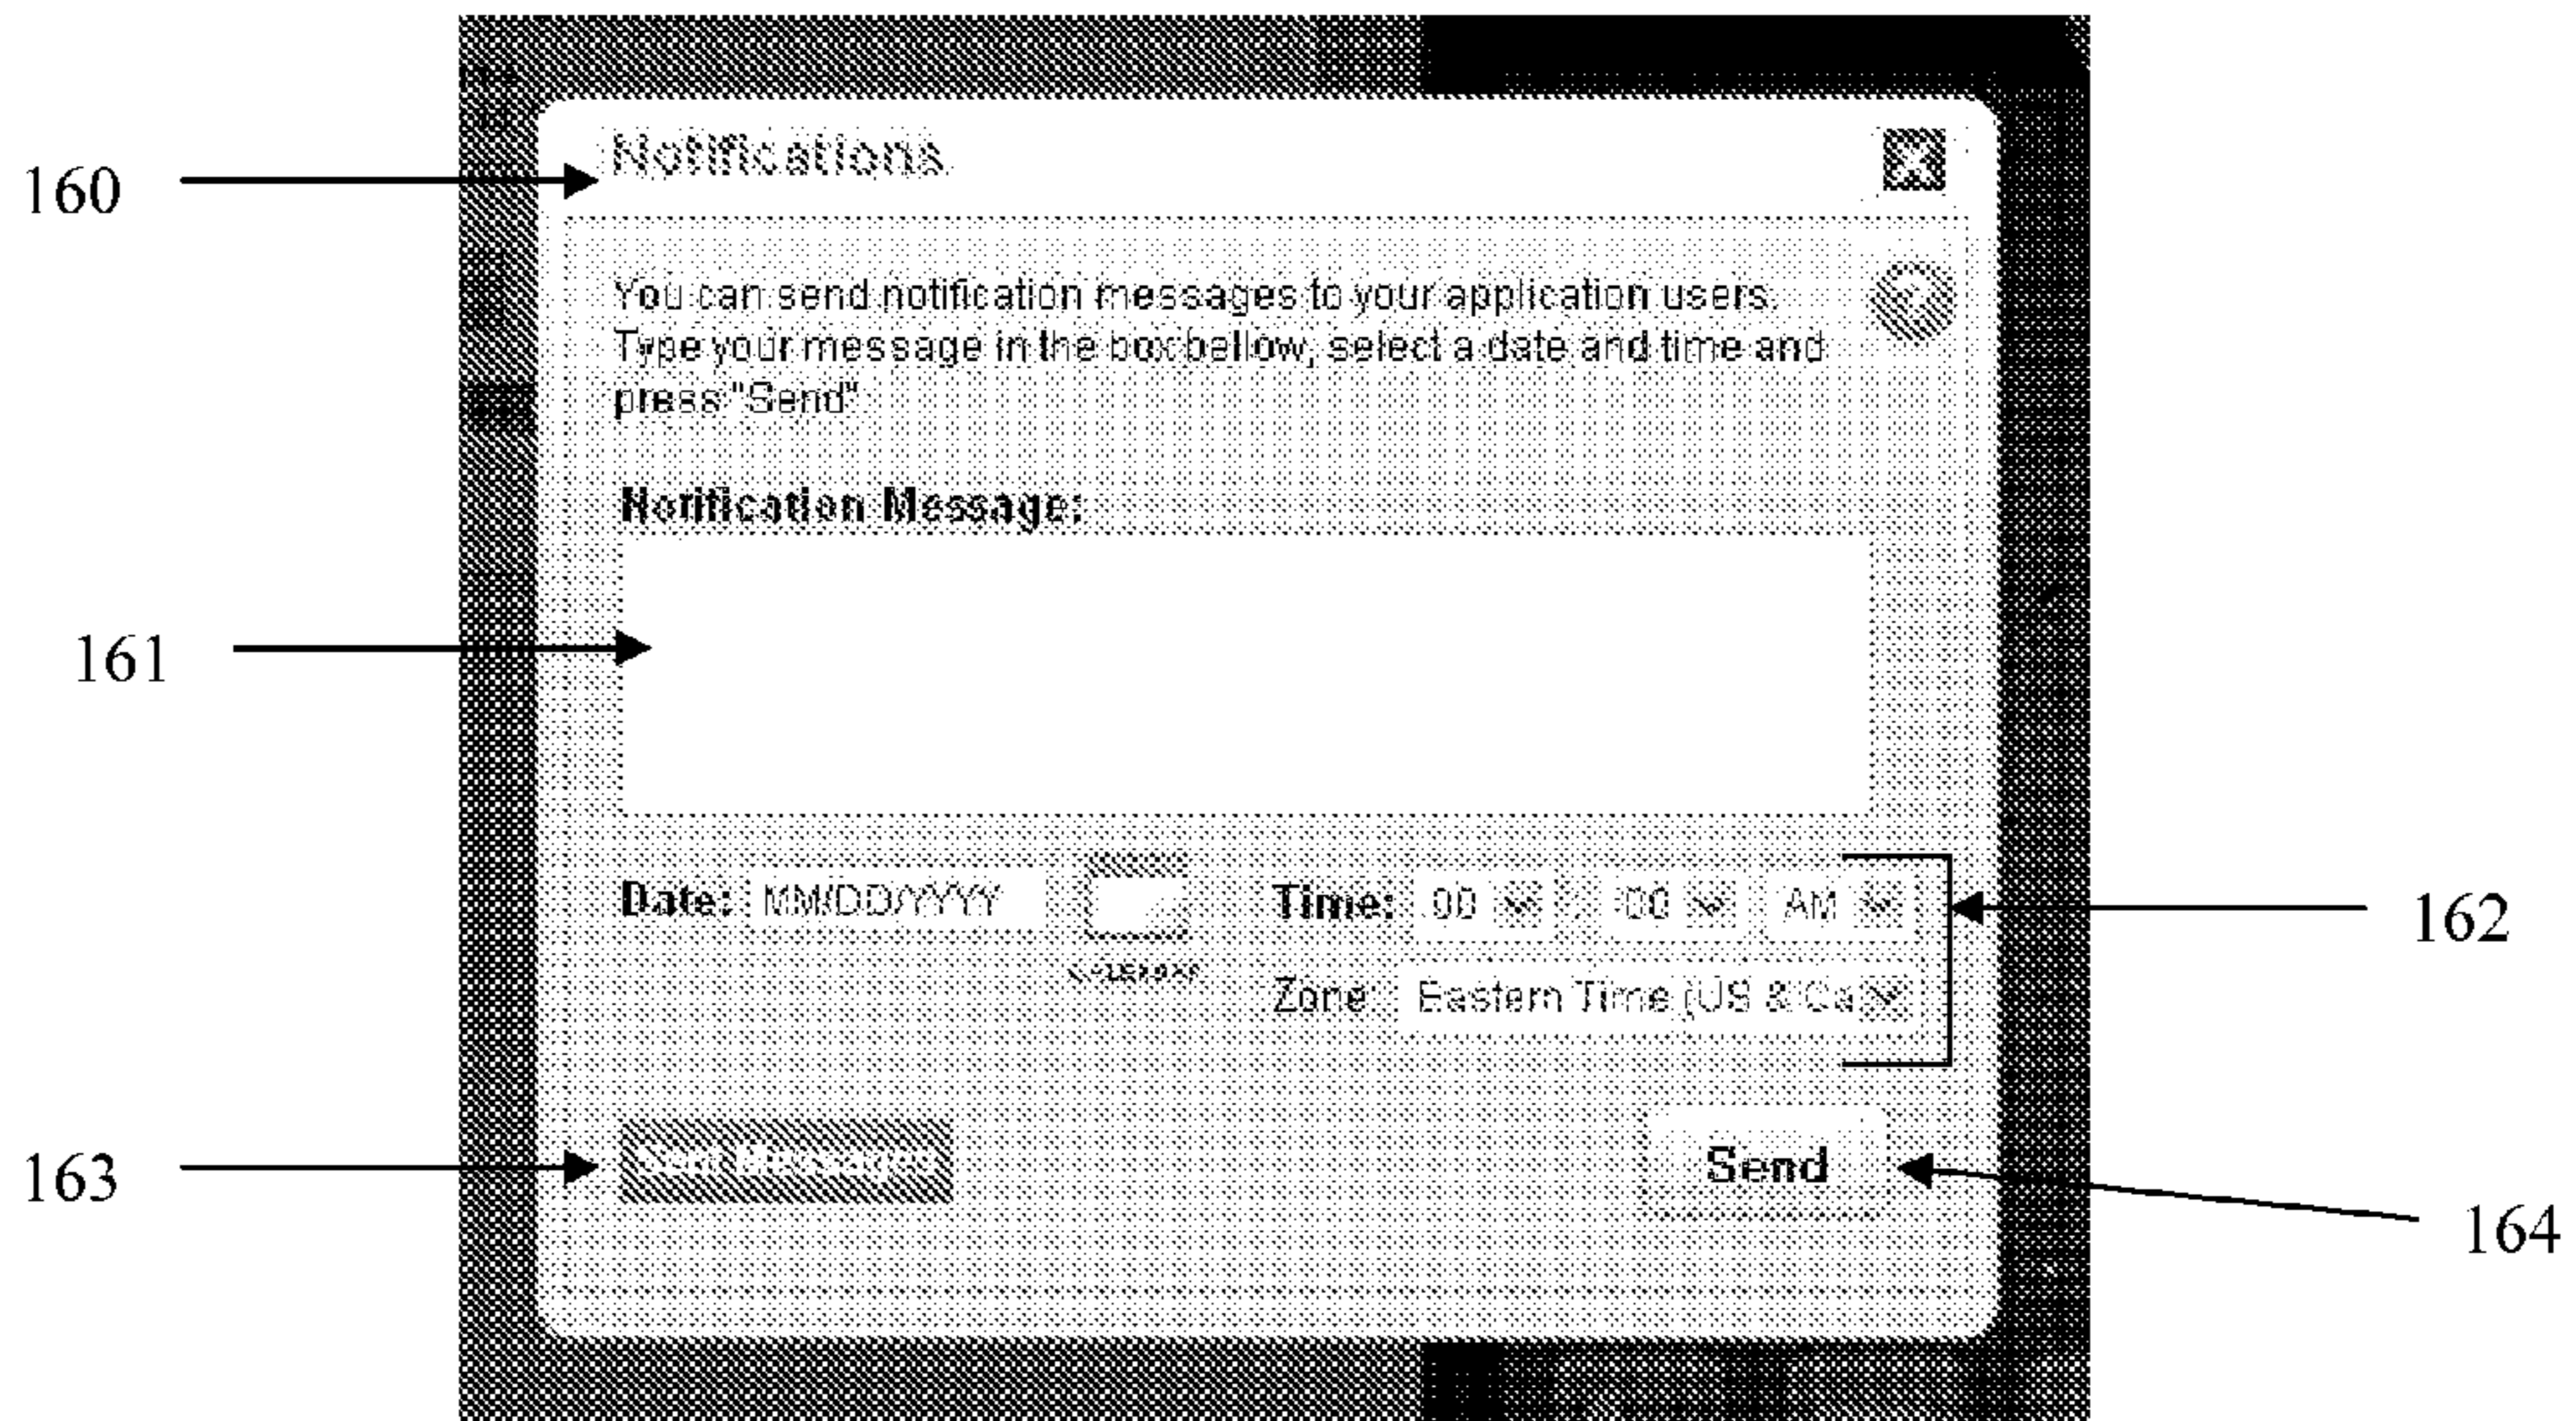 160
Notifications
You can send notification messages to your application users.
Type your message in the box bellow, select a date and time and
press "Send"
Notification Message:
161
Date: MM/DD/YYYY
Time: 00 : 00 AM
162
Zone: Eastern Time (US & Ca
163
Sent Messages
Send
164